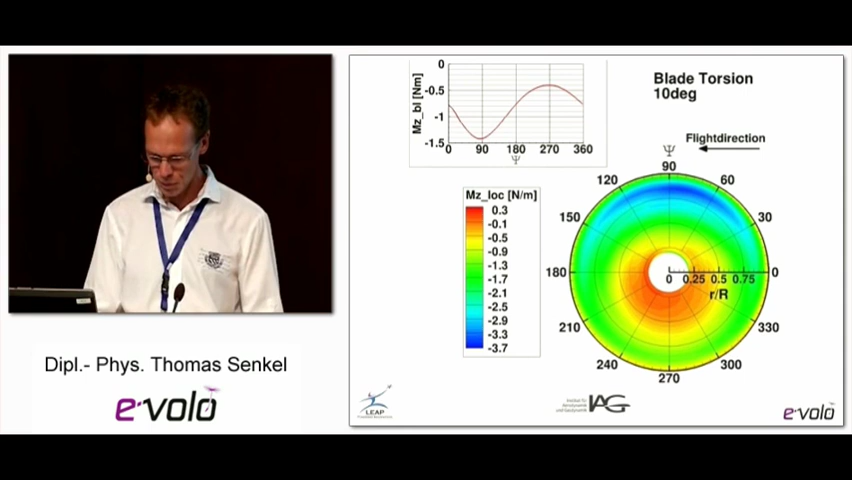 0
-0.5
-1
-1.5
Mz_bl [Nm]
0 90 180 270 360
Ψ
Blade Torsion
10deg
Flightdirection
Ψ
90
120 60
150 30
180 0
210 330
240 300
270
0 0.25 0.5 0.75
r/R
Mz_loc [N/m]
0.3
-0.1
-0.5
-0.9
-1.3
-1.7
-2.1
-2.5
-2.9
-3.3
-3.7
Dipl.- Phys. Thomas Senkel
e-volo
LEAP
IAG
e-volo